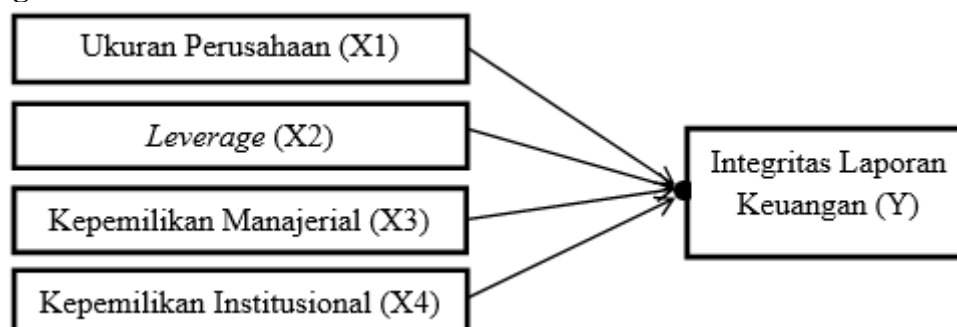 Ukuran Perusahaan (X1)
Leverage (X2)
Kepemilikan Manajerial (X3)
Kepemilikan Institusional (X4)
Integritas Laporan
Keuangan (Y)